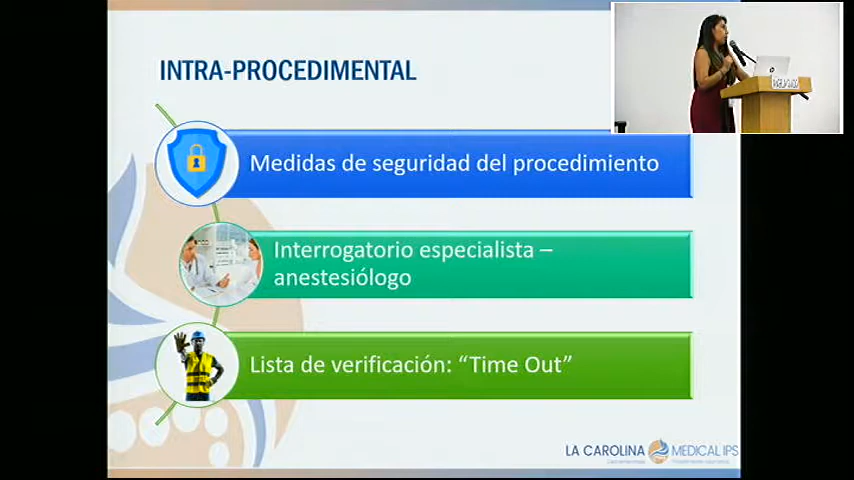 INTRA-PROCEDIMENTAL
Medidas de seguridad del procedimiento
Interrogatorio especialista –
anestesiólogo
Lista de verificación: “Time Out”
LA CAROLINA MEDICAL IPS